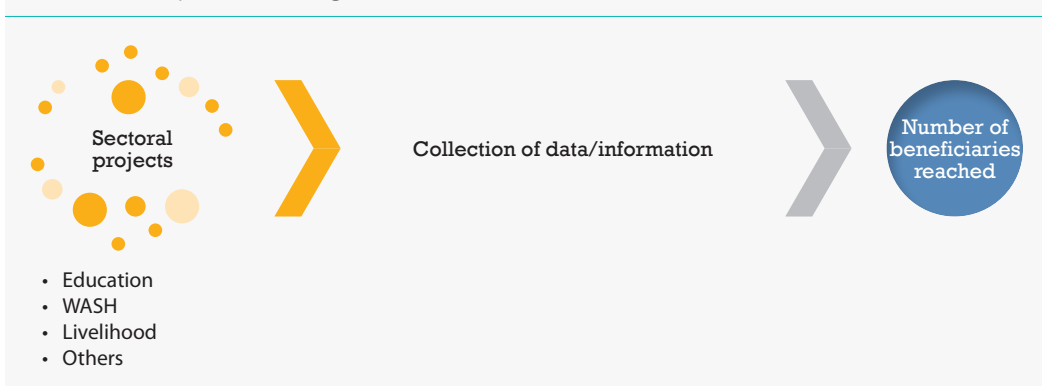 Sectoral
projects
Collection of data/information
Number of
beneficiaries
reached
• Education
• WASH
• Livelihood
• Others